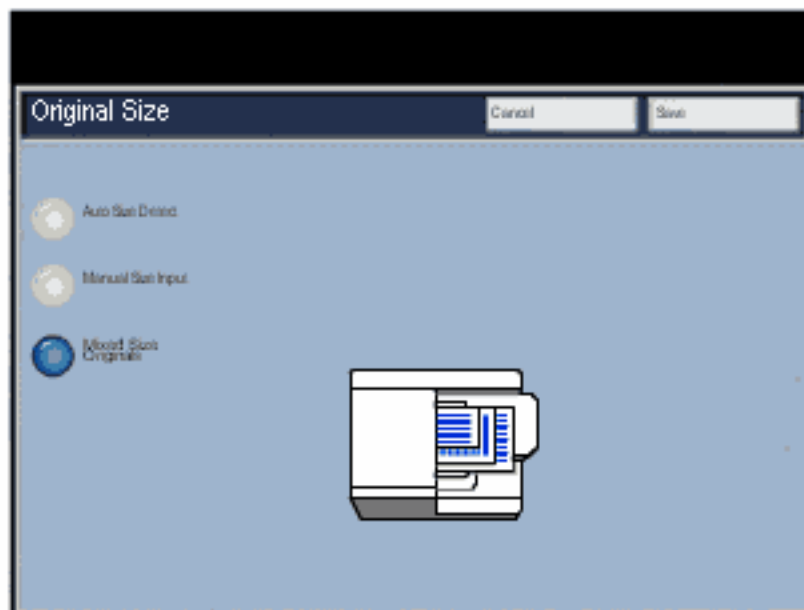 Original Size
Cancel
Save
Auto Size Detect
Manual Size Input
Mixed Size
Originals